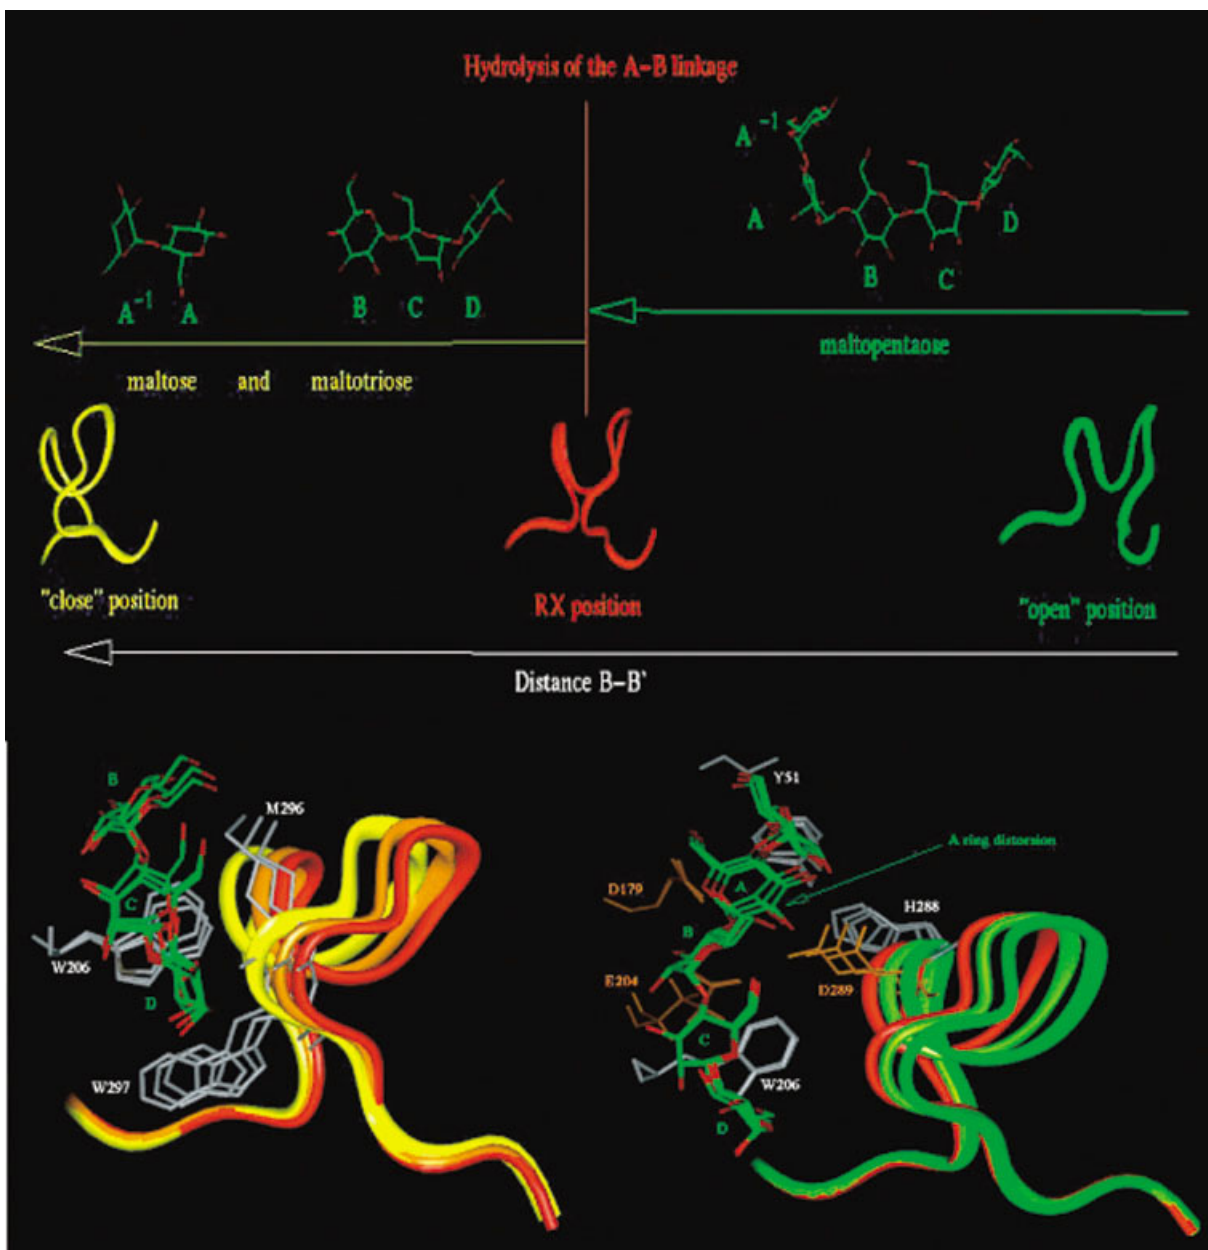 Hydrolysis of the A-B linkage
A -1
A
B
C
D
A-1 A
B C D
maltopentaose
maltose and maltotriose
"close" position
RX position
"open" position
Distance B-B'
B
M296
C
W206
D
W297
Y51
A ring distorsion
D179
A
B
H288
E204
D289
C
W206
D